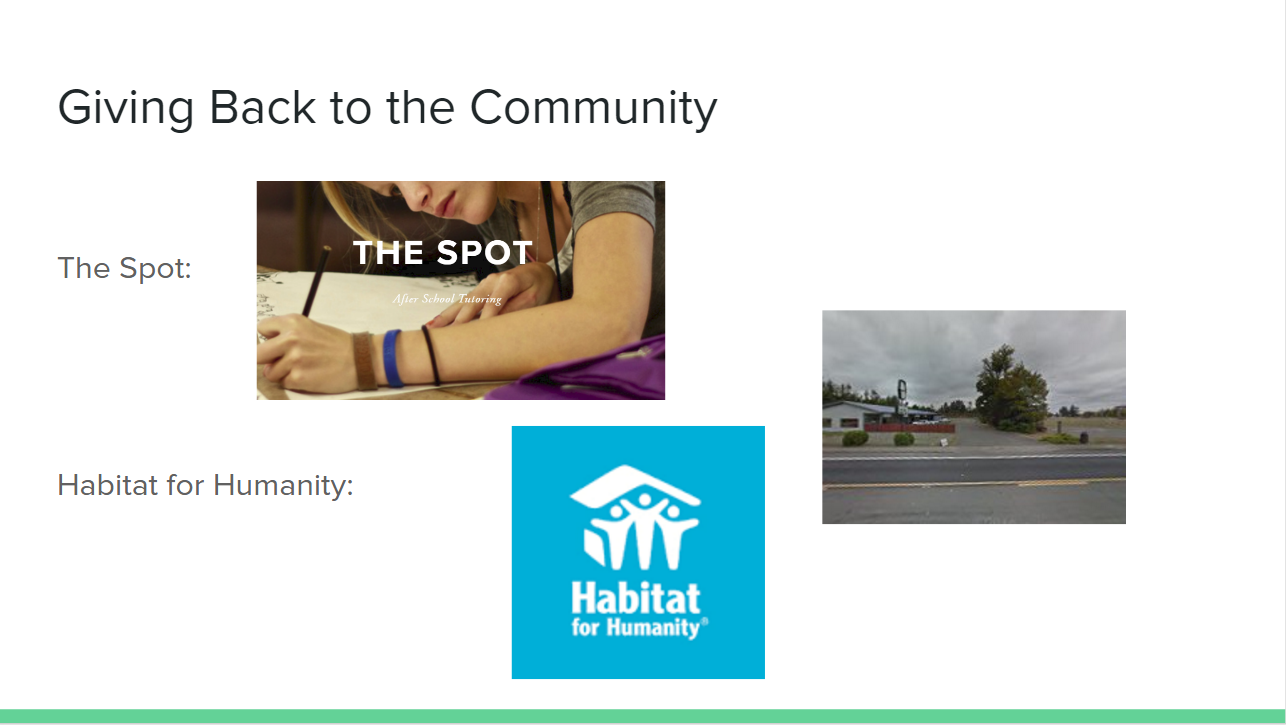 Giving Back to the Community
The Spot:
THE SPOT
After School Tutoring
Habitat for Humanity:
Habitat
for Humanity®